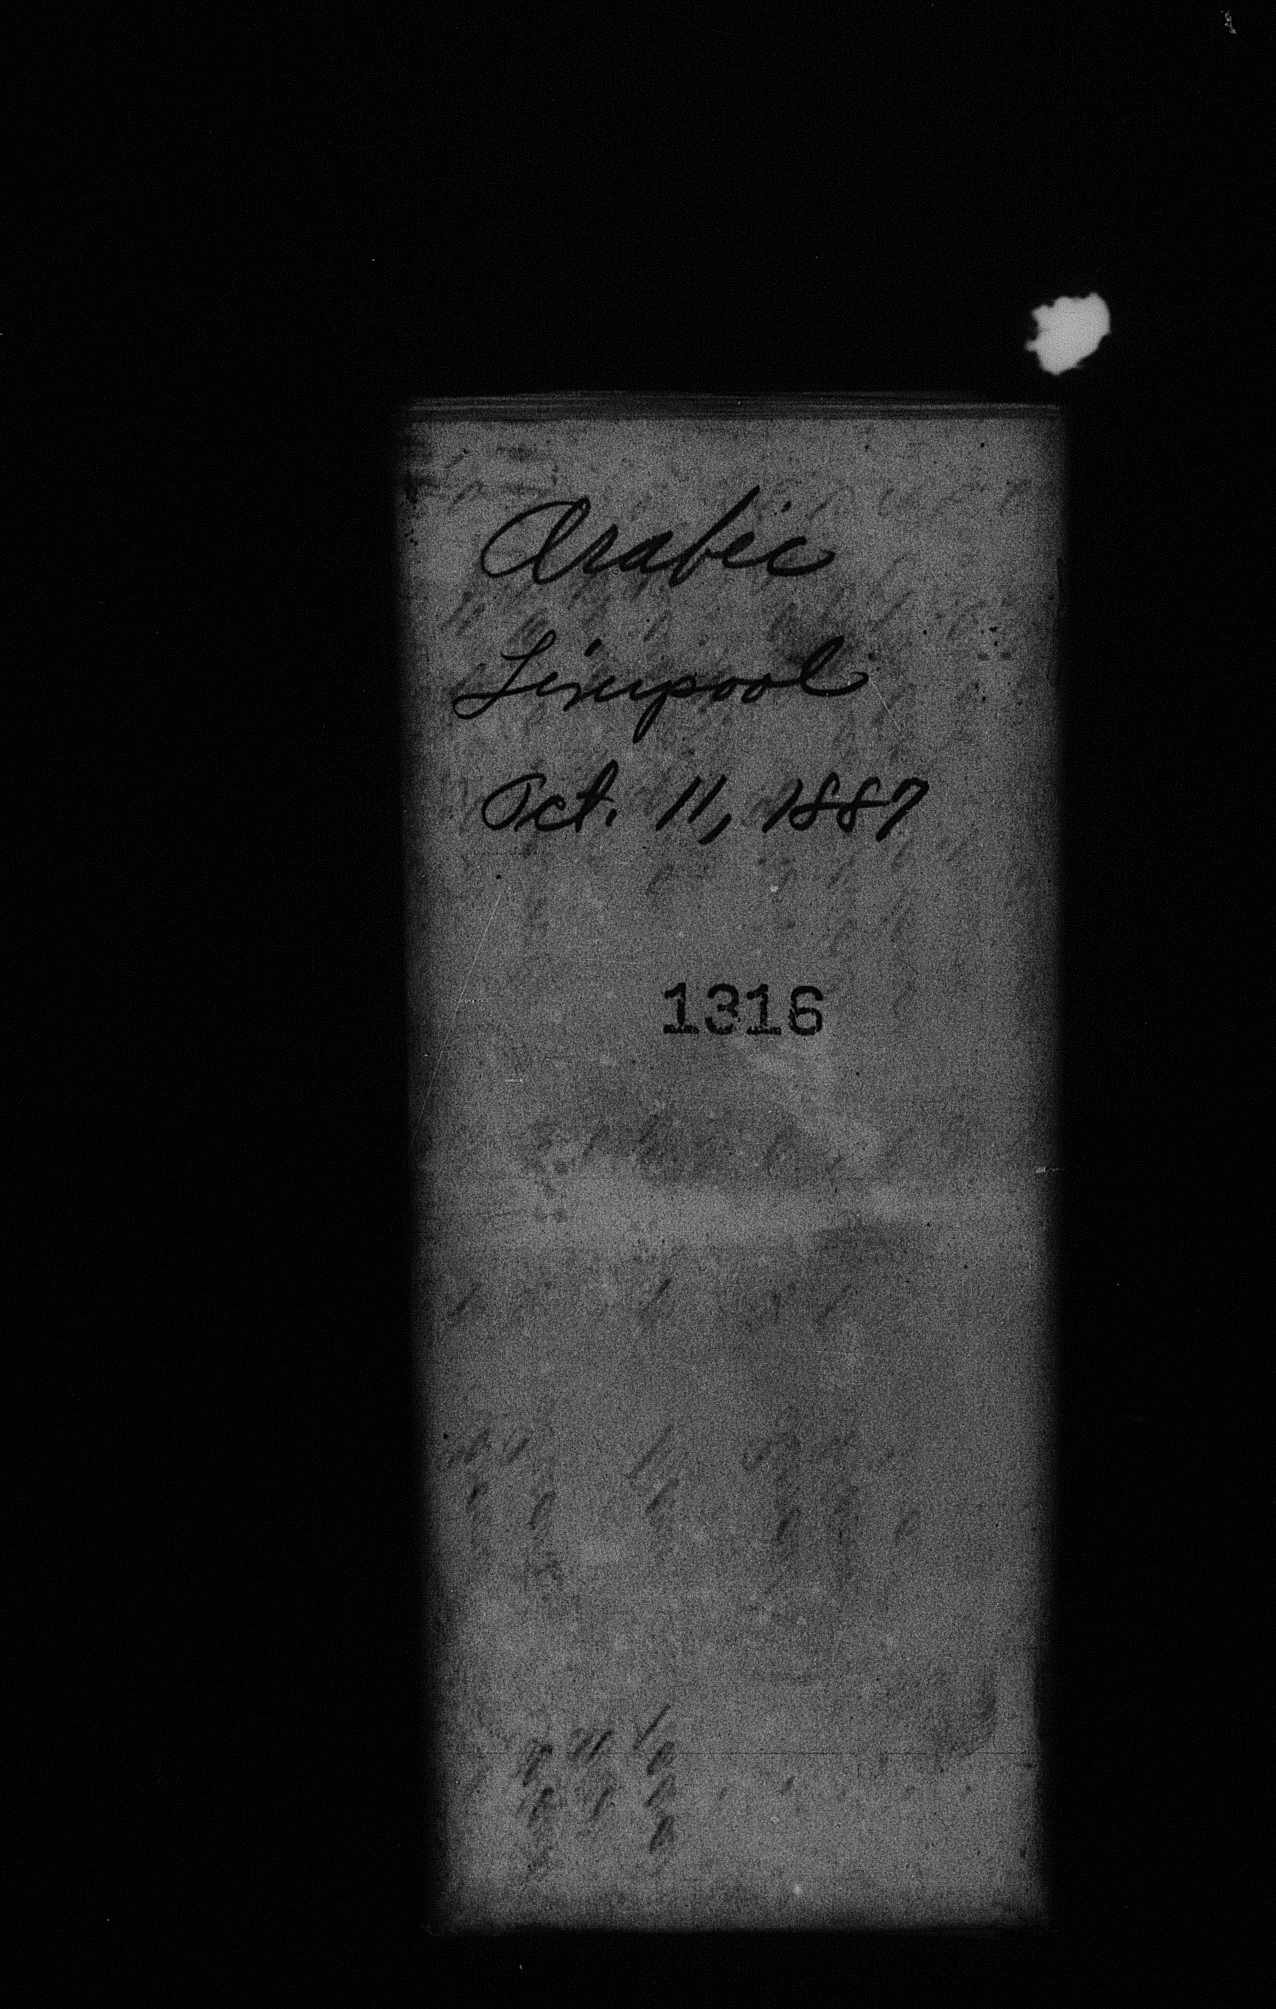 Arabic
Liverpool
Oct. 11, 1887
1316